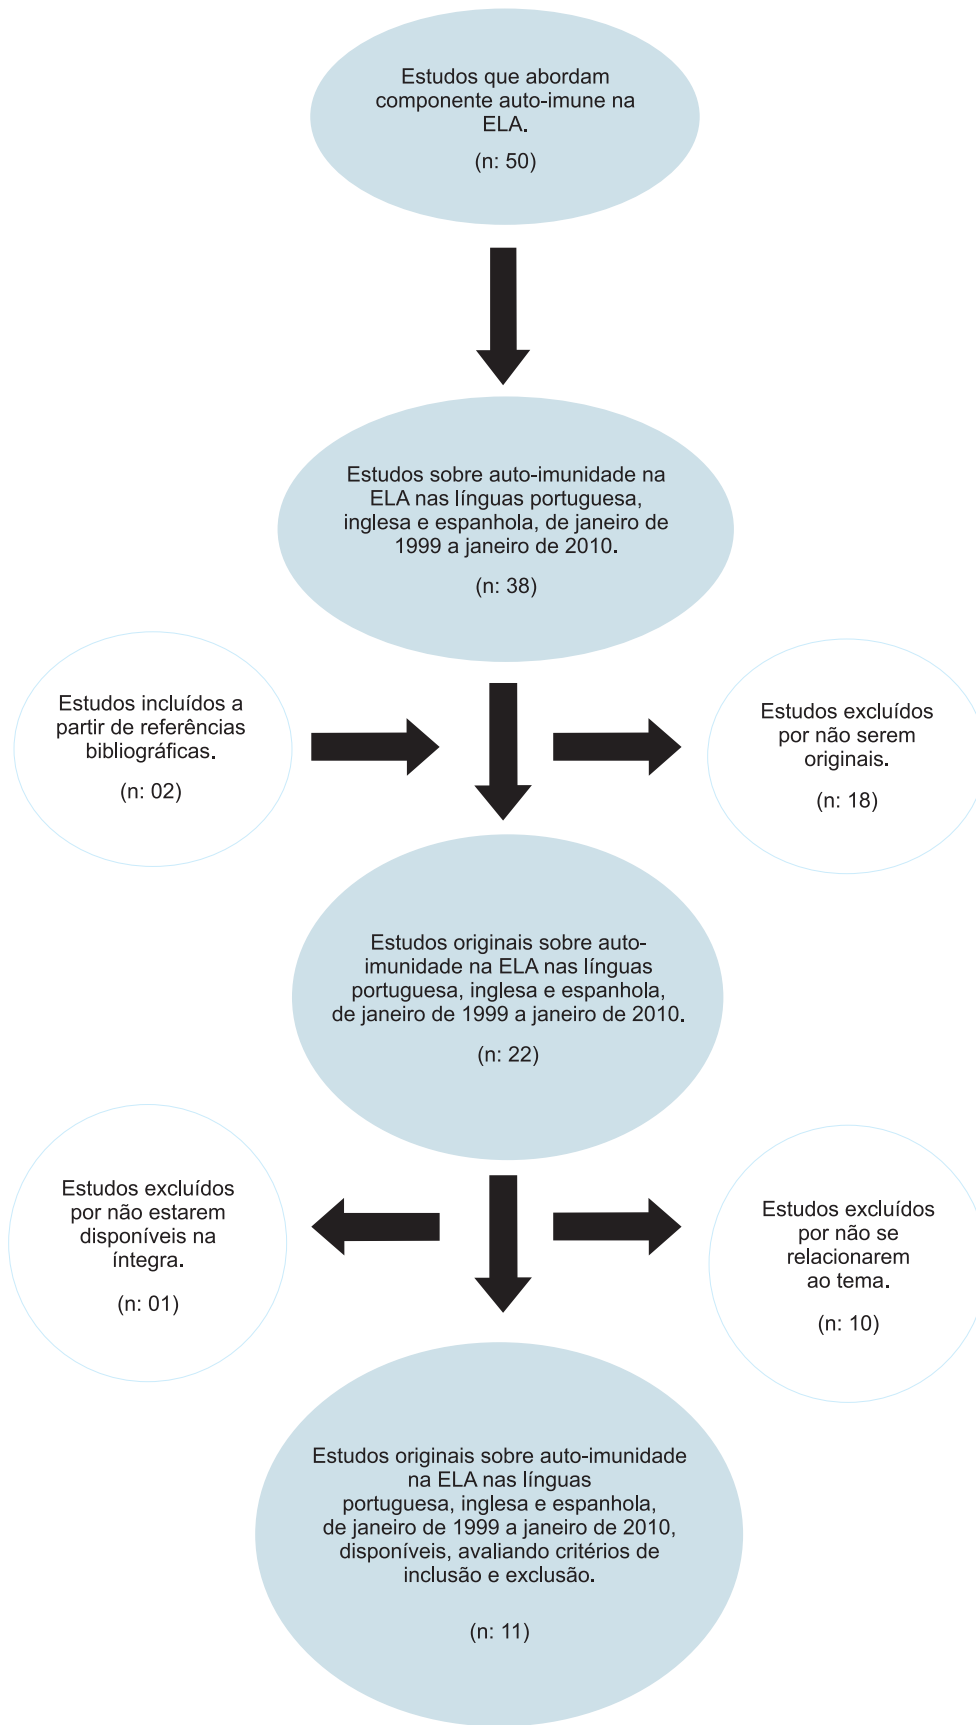 Estudos que abordam
componente auto-imune na
ELA.
(n: 50)
Estudos sobre auto-imunidade na
ELA nas línguas portuguesa,
inglesa e espanhola, de janeiro de
1999 a janeiro de 2010.
(n: 38)
Estudos incluídos a
partir de referências
bibliográficas.
(n: 02)
Estudos excluídos
por não serem
originais.
(n: 18)
Estudos originais sobre auto-
imunidade na ELA nas línguas
portuguesa, inglesa e espanhola,
de janeiro de 1999 a janeiro de 2010.
(n: 22)
Estudos excluídos
por não estarem
disponíveis na
íntegra.
(n: 01)
Estudos excluídos
por não se
relacionarem
ao tema.
(n: 10)
Estudos originais sobre auto-imunidade
na ELA nas línguas
portuguesa, inglesa e espanhola,
de janeiro de 1999 a janeiro de 2010,
disponíveis, avaliando critérios de
inclusão e exclusão.
(n: 11)